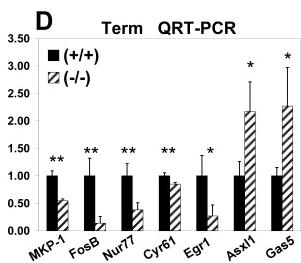 D
Term QRT-PCR
3.50
3.00
2.50
2.00
1.50
1.00
0.50
0.00
(+/+)
(-/-)
** ** ** ** * * *
MKP-1 FosB Nur77 Cyr61 Egr1 Asxl1 Gas5